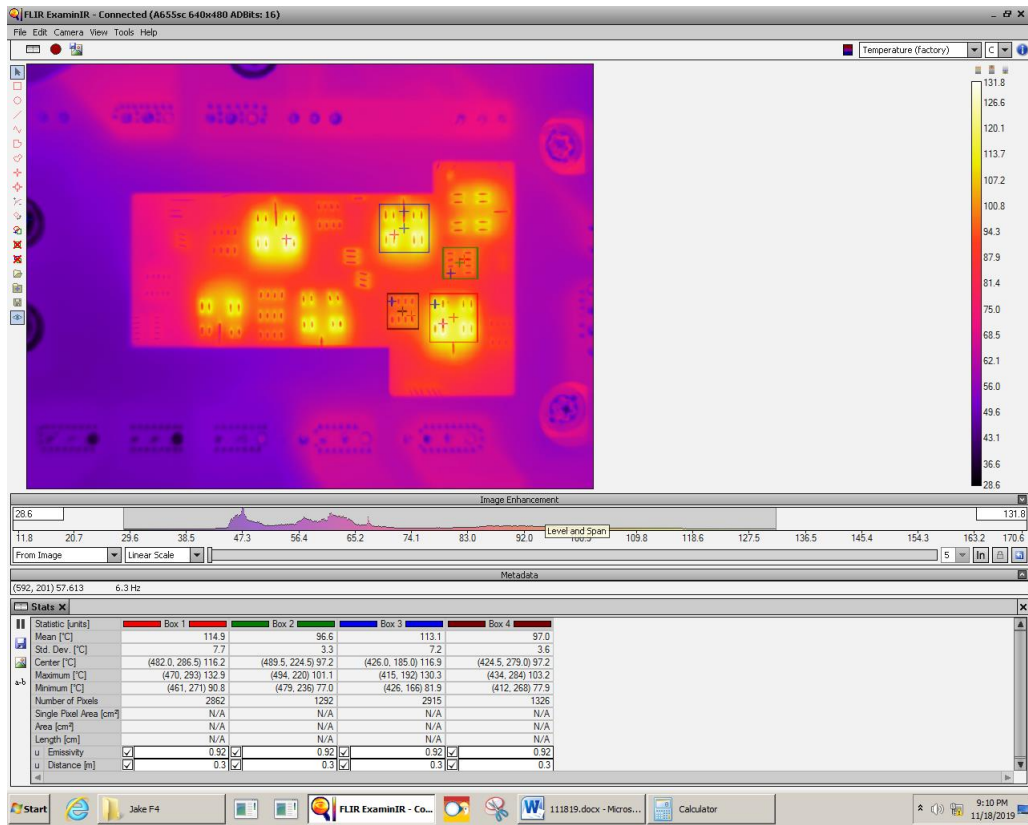 FLIR ExaminIR - Connected (A655sc 640x480 ADBits: 16)
File Edit Camera View Tools Help
Temperature (factory) C
131.8
126.6
120.1
113.7
107.2
100.8
94.3
87.9
81.4
75.0
68.5
62.1
56.0
49.6
43.1
36.6
28.6
Image Enhancement
28.6 131.8
Level and Span
11.8 20.7 29.6 38.5 47.3 56.4 65.2 74.1 83.0 92.0 109.8 118.6 127.5 136.5 145.4 154.3 163.2 170.6
From Image Linear Scale 5 In
Metadata
(592, 201) 57.613 6.3 Hz
Stats X
Statistic [units] Box 1 Box 2 Box 3 Box 4
Mean [°C] 114.9 96.6 113.1 97.0
Std. Dev. [°C] 7.7 3.3 7.2 3.6
Center [°C] (482.0, 286.5) 116.2 (489.5, 224.5) 97.2 (426.0, 185.0) 116.9 (424.5, 279.0) 97.2
Maximum [°C] (470, 293) 132.9 (494, 220) 101.1 (415, 192) 130.3 (434, 284) 103.2
Minimum [°C] (461, 271) 90.8 (479, 236) 77.0 (426, 166) 81.9 (412, 268) 77.9
Number of Pixels 2862 1292 2915 1326
Single Pixel Area [cm²] N/A N/A N/A N/A
Area [cm²] N/A N/A N/A N/A
Length [cm] N/A N/A N/A N/A
u Emissivity 0.92 0.92 0.92 0.92
u Distance [m] 0.3 0.3 0.3 0.3
Start Jake F4 FLIR ExaminIR - Co... 111819.docx - Micros... Calculator 9:10 PM
11/18/2019